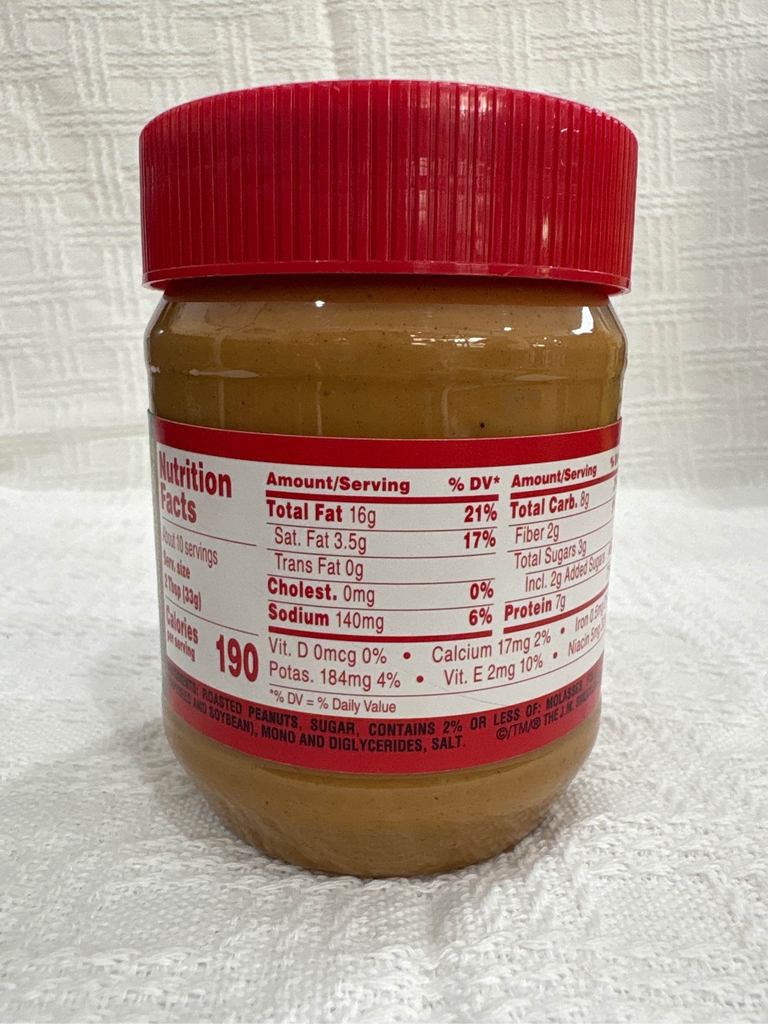 Nutrition
Facts
About 10 servings
Serv. size
2 Tbsp (33g)
Calories
per serving
190
Amount/Serving % DV*
Total Fat 16g 21%
Sat. Fat 3.5g 17%
Trans Fat 0g
Cholest. 0mg 0%
Sodium 140mg 6%
Amount/Serving
Total Carb. 8g
Fiber 2g
Total Sugars 3g
Incl. 2g Added Sugars
Protein 7g
Vit. D 0mcg 0% • Calcium 17mg 2% • Iron
Potas. 184mg 4% • Vit. E 2mg 10% • Niacin 5mg
*% DV = % Daily Value
ROASTED PEANUTS, SUGAR, CONTAINS 2% OR LESS OF: MOLASSES,
AND SOYBEAN), MONO AND DIGLYCERIDES, SALT.
©/TM/® THE J.M.